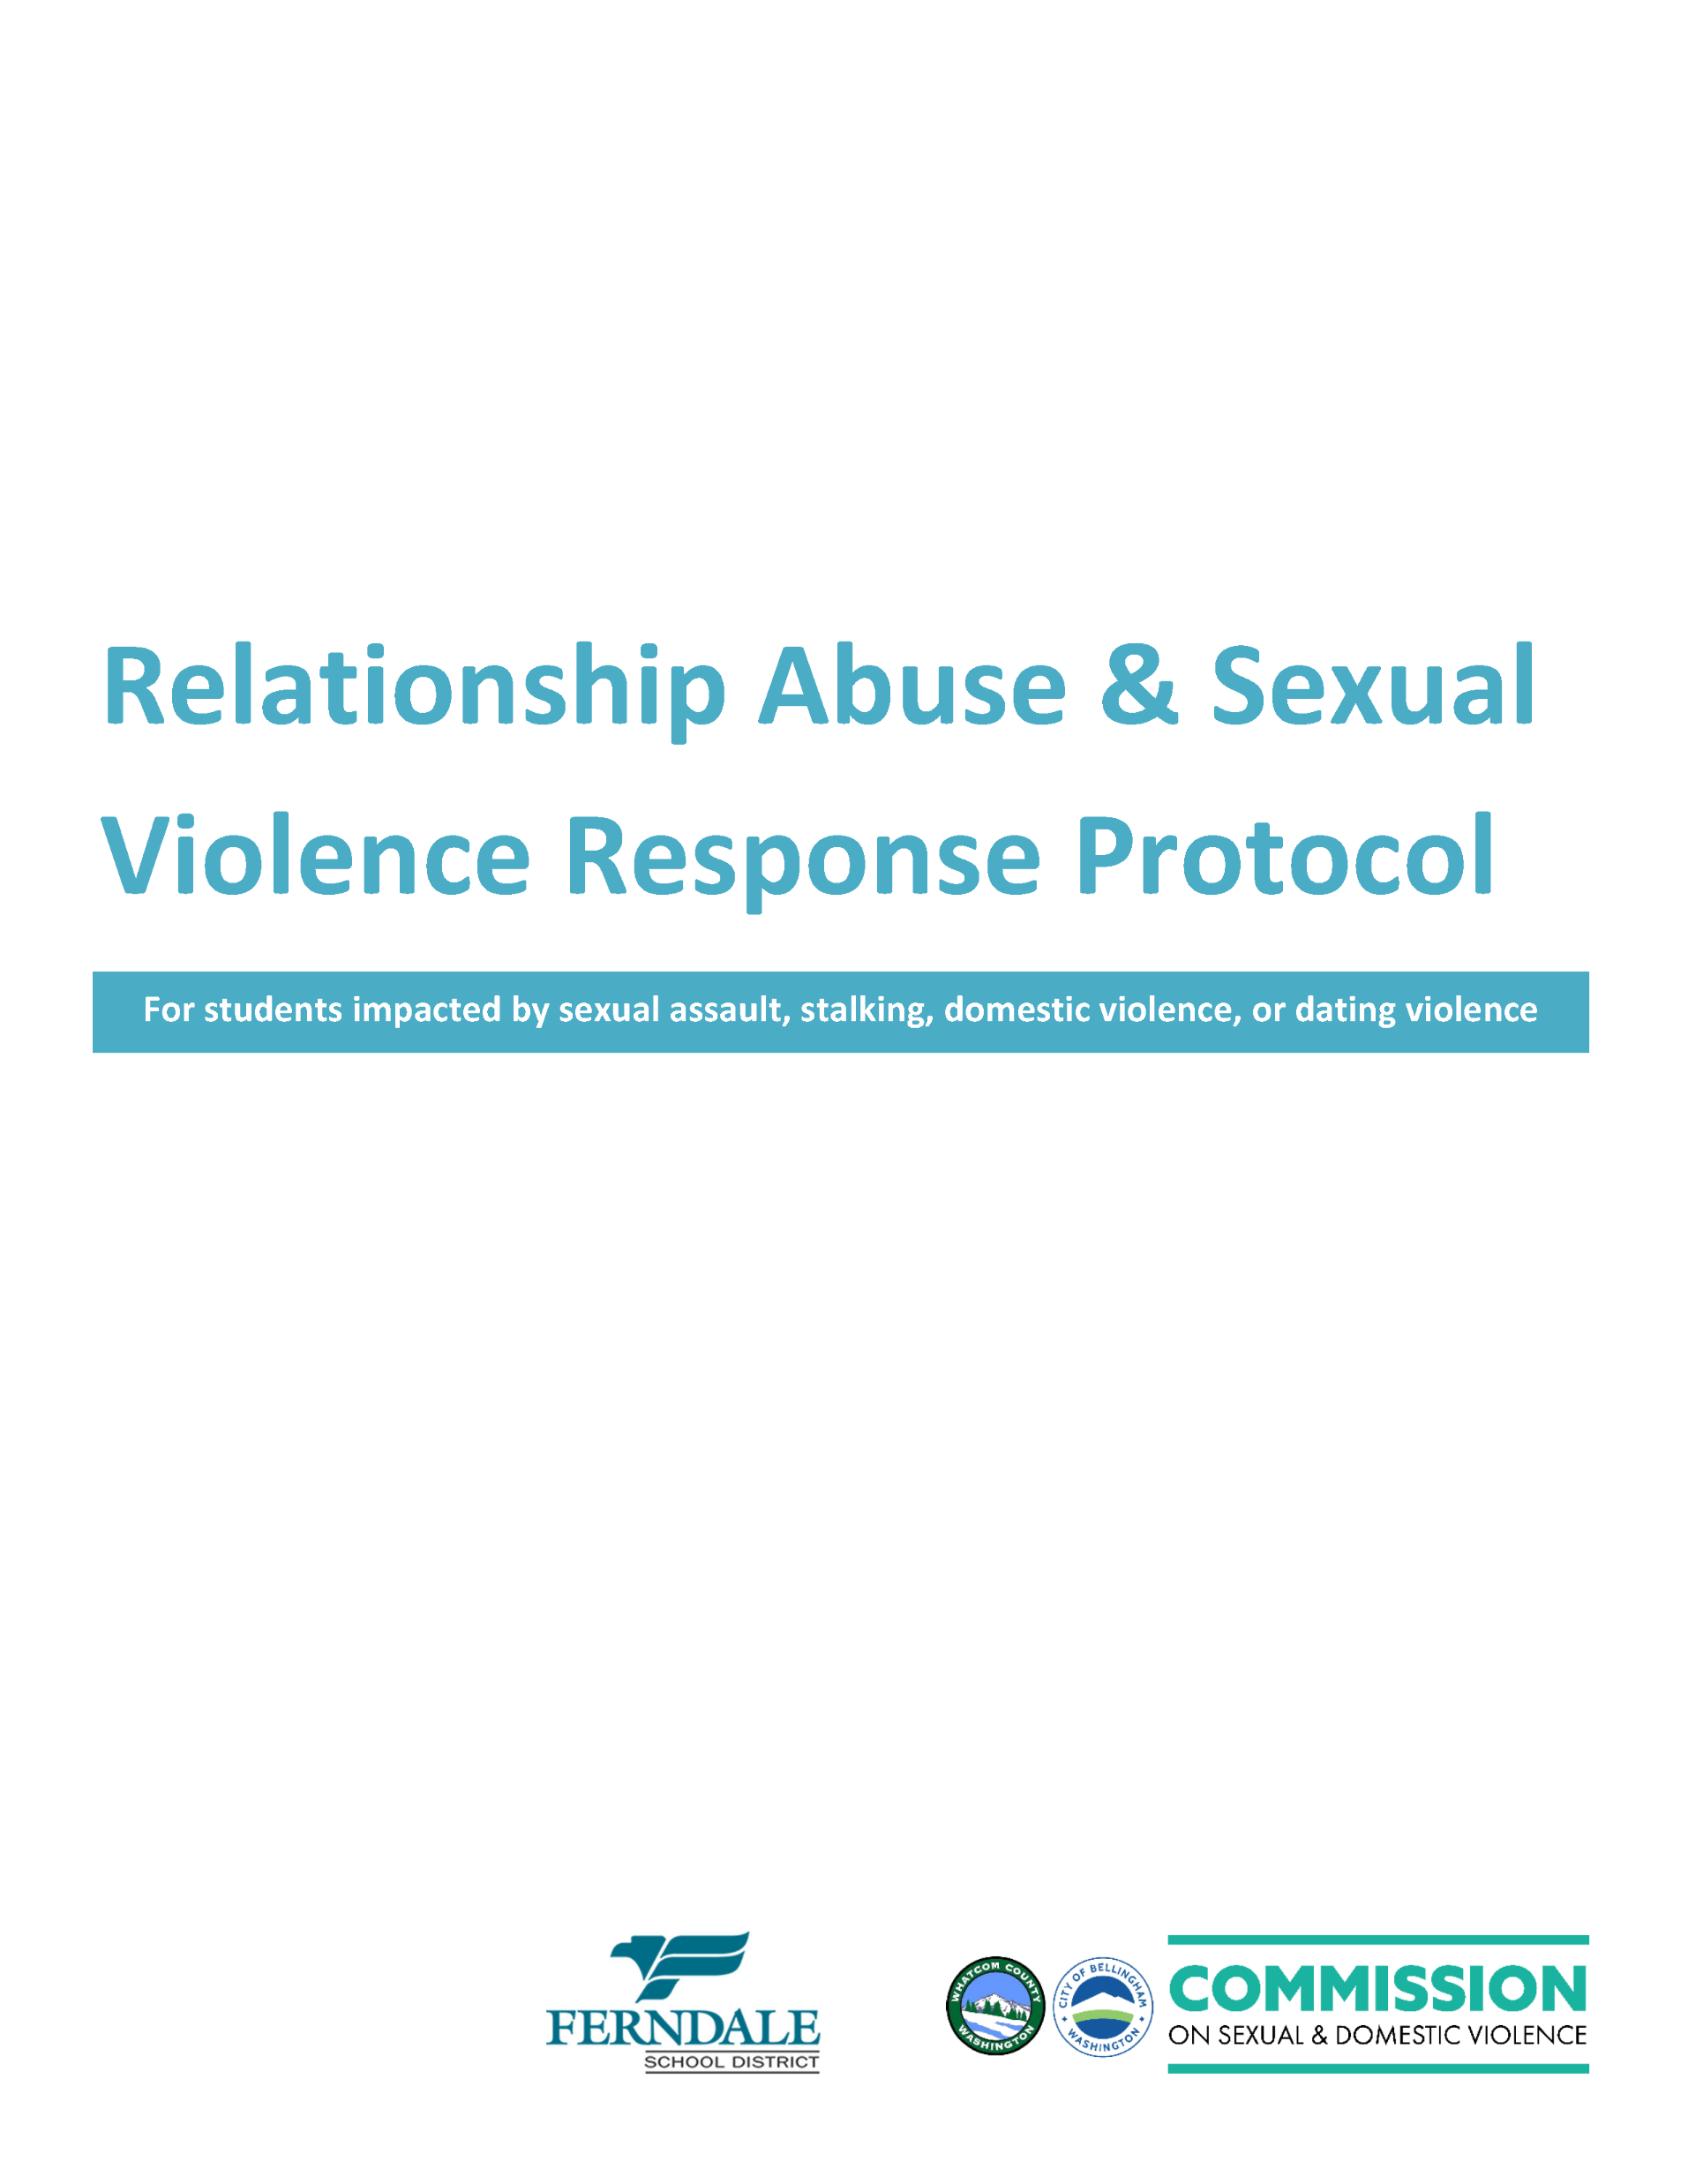 Relationship Abuse & Sexual
Violence Response Protocol
For students impacted by sexual assault, stalking, domestic violence, or dating violence
FERNDALE
SCHOOL DISTRICT
WHATCOM COUNTY
WASHINGTON
CITY OF BELLINGHAM
WASHINGTON
COMMISSION
ON SEXUAL & DOMESTIC VIOLENCE